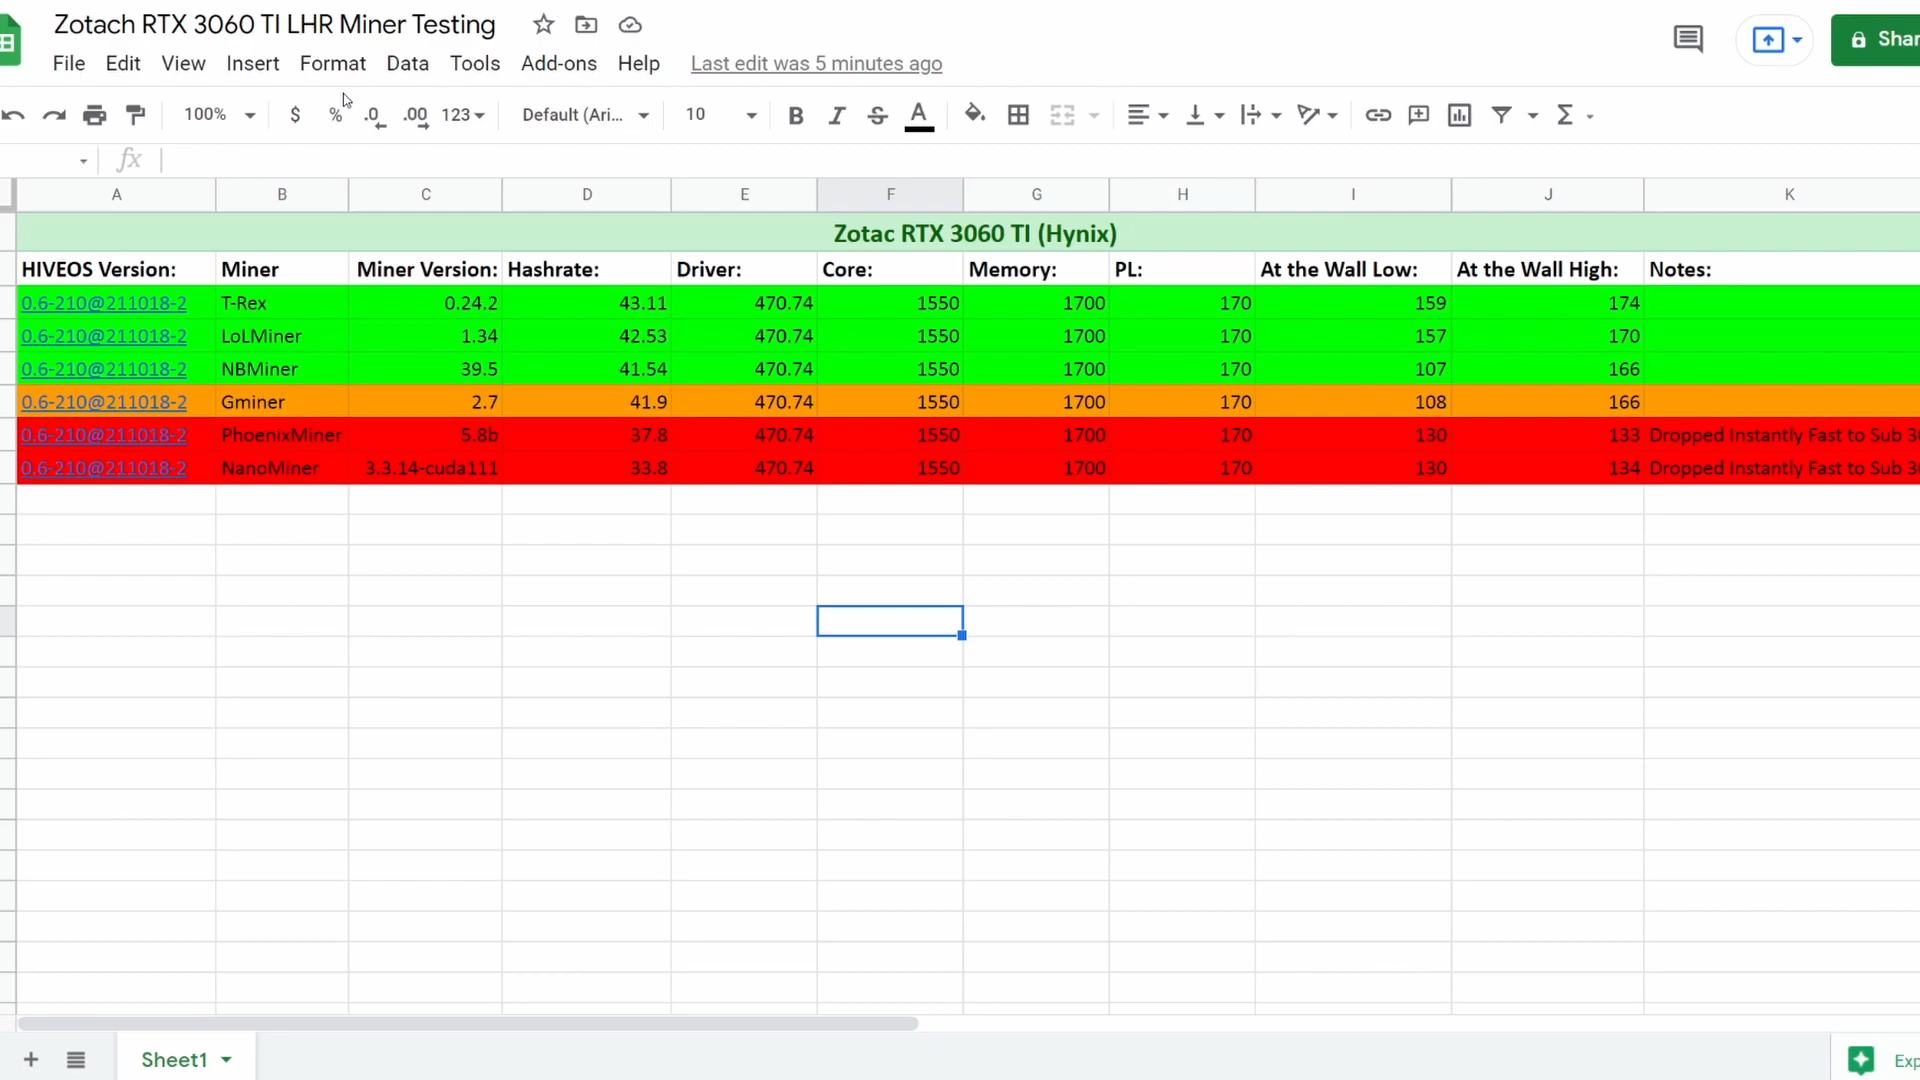 Zotach RTX 3060 TI LHR Miner Testing
File Edit View Insert Format Data Tools Add-ons Help Last edit was 5 minutes ago
Shar
100% $ % .0 .00 123 Default (Ari... 10 B I S A Σ
fx
A B C D E F G H I J K
Zotac RTX 3060 TI (Hynix)
HIVEOS Version: Miner Miner Version: Hashrate: Driver: Core: Memory: PL: At the Wall Low: At the Wall High: Notes:
0.6-210@211018-2 T-Rex 0.24.2 43.11 470.74 1550 1700 170 159 174
0.6-210@211018-2 LoLMiner 1.34 42.53 470.74 1550 1700 170 157 170
0.6-210@211018-2 NBMiner 39.5 41.54 470.74 1550 1700 170 107 166
0.6-210@211018-2 Gminer 2.7 41.9 470.74 1550 1700 170 108 166
0.6-210@211018-2 PhoenixMiner 5.8b 37.8 470.74 1550 1700 170 130 133 Dropped Instantly Fast to Sub 3
0.6-210@211018-2 NanoMiner 3.3.14-cuda111 33.8 470.74 1550 1700 170 130 134 Dropped Instantly Fast to Sub 3
Sheet1
Exp